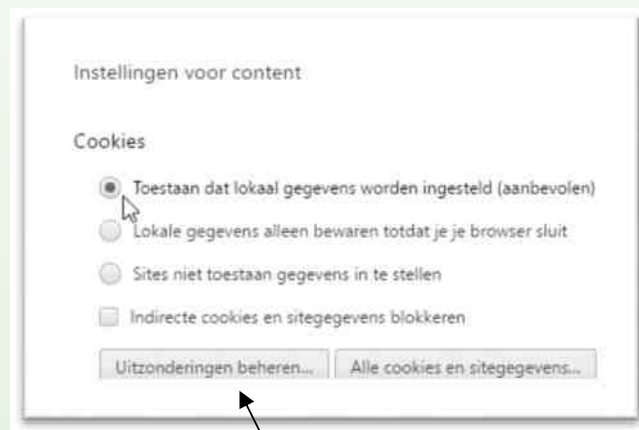 Instellingen voor content
Cookies
Toestaan dat lokaal gegevens worden ingesteld (aanbevolen)
Lokale gegevens alleen bewaren totdat je je browser sluit
Sites niet toestaan gegevens in te stellen
Indirecte cookies en sitegegevens blokkeren
Uitzonderingen beheren... Alle cookies en sitegegevens...